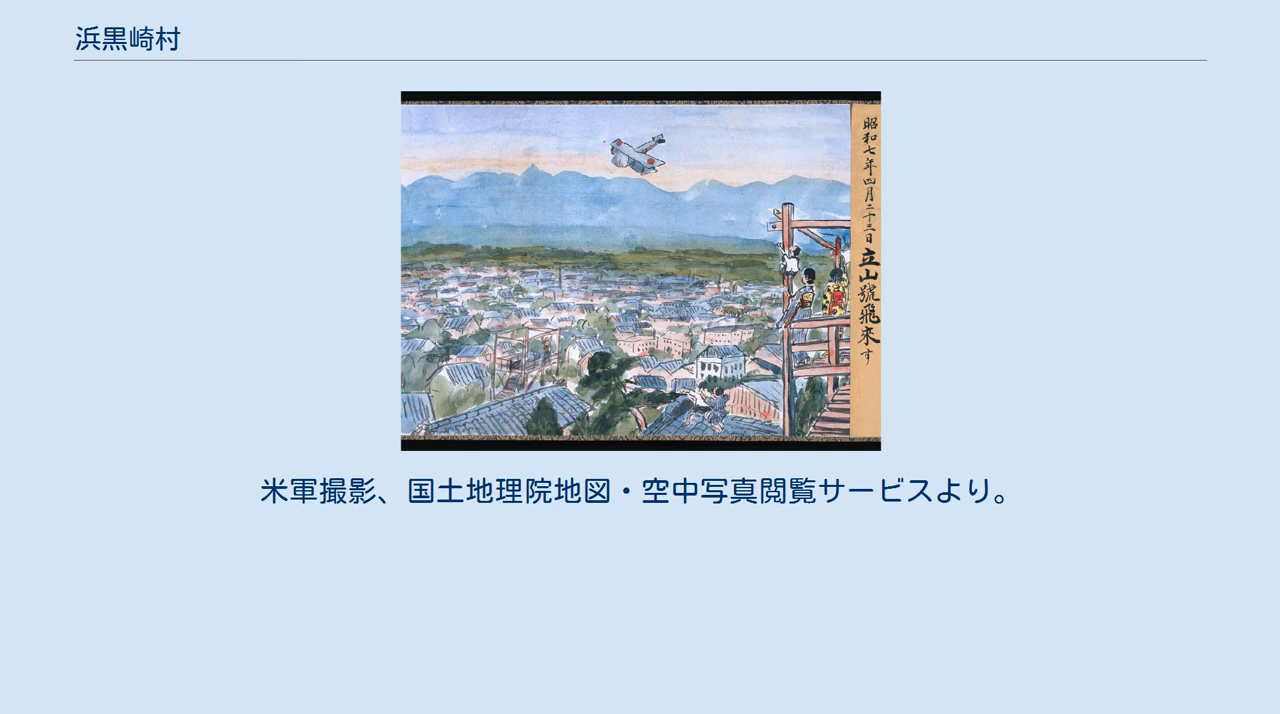 浜黒崎村
昭和七年四月二十三日 立山號飛来す
米軍撮影、国土地理院地図・空中写真閲覧サービスより。